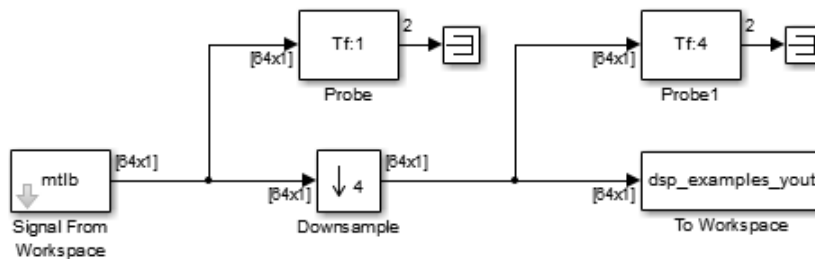 Tf:1
2
[64x1]
Probe
Tf:4
2
[64x1]
Probe1
mtlb
[64x1]
Signal From
Workspace
[64x1]
↓ 4
[64x1]
Downsample
[64x1]
dsp_examples_yout
To Workspace